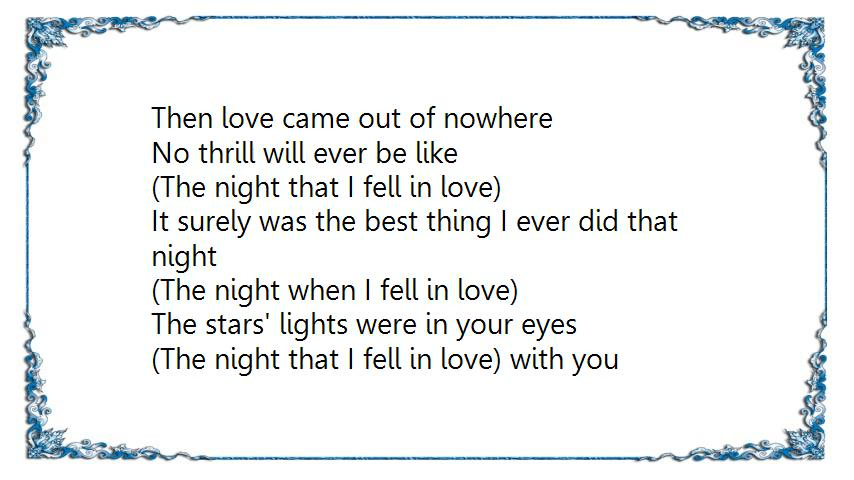 Then love came out of nowhere
No thrill will ever be like
(The night that I fell in love)
It surely was the best thing I ever did that
night
(The night when I fell in love)
The stars' lights were in your eyes
(The night that I fell in love) with you